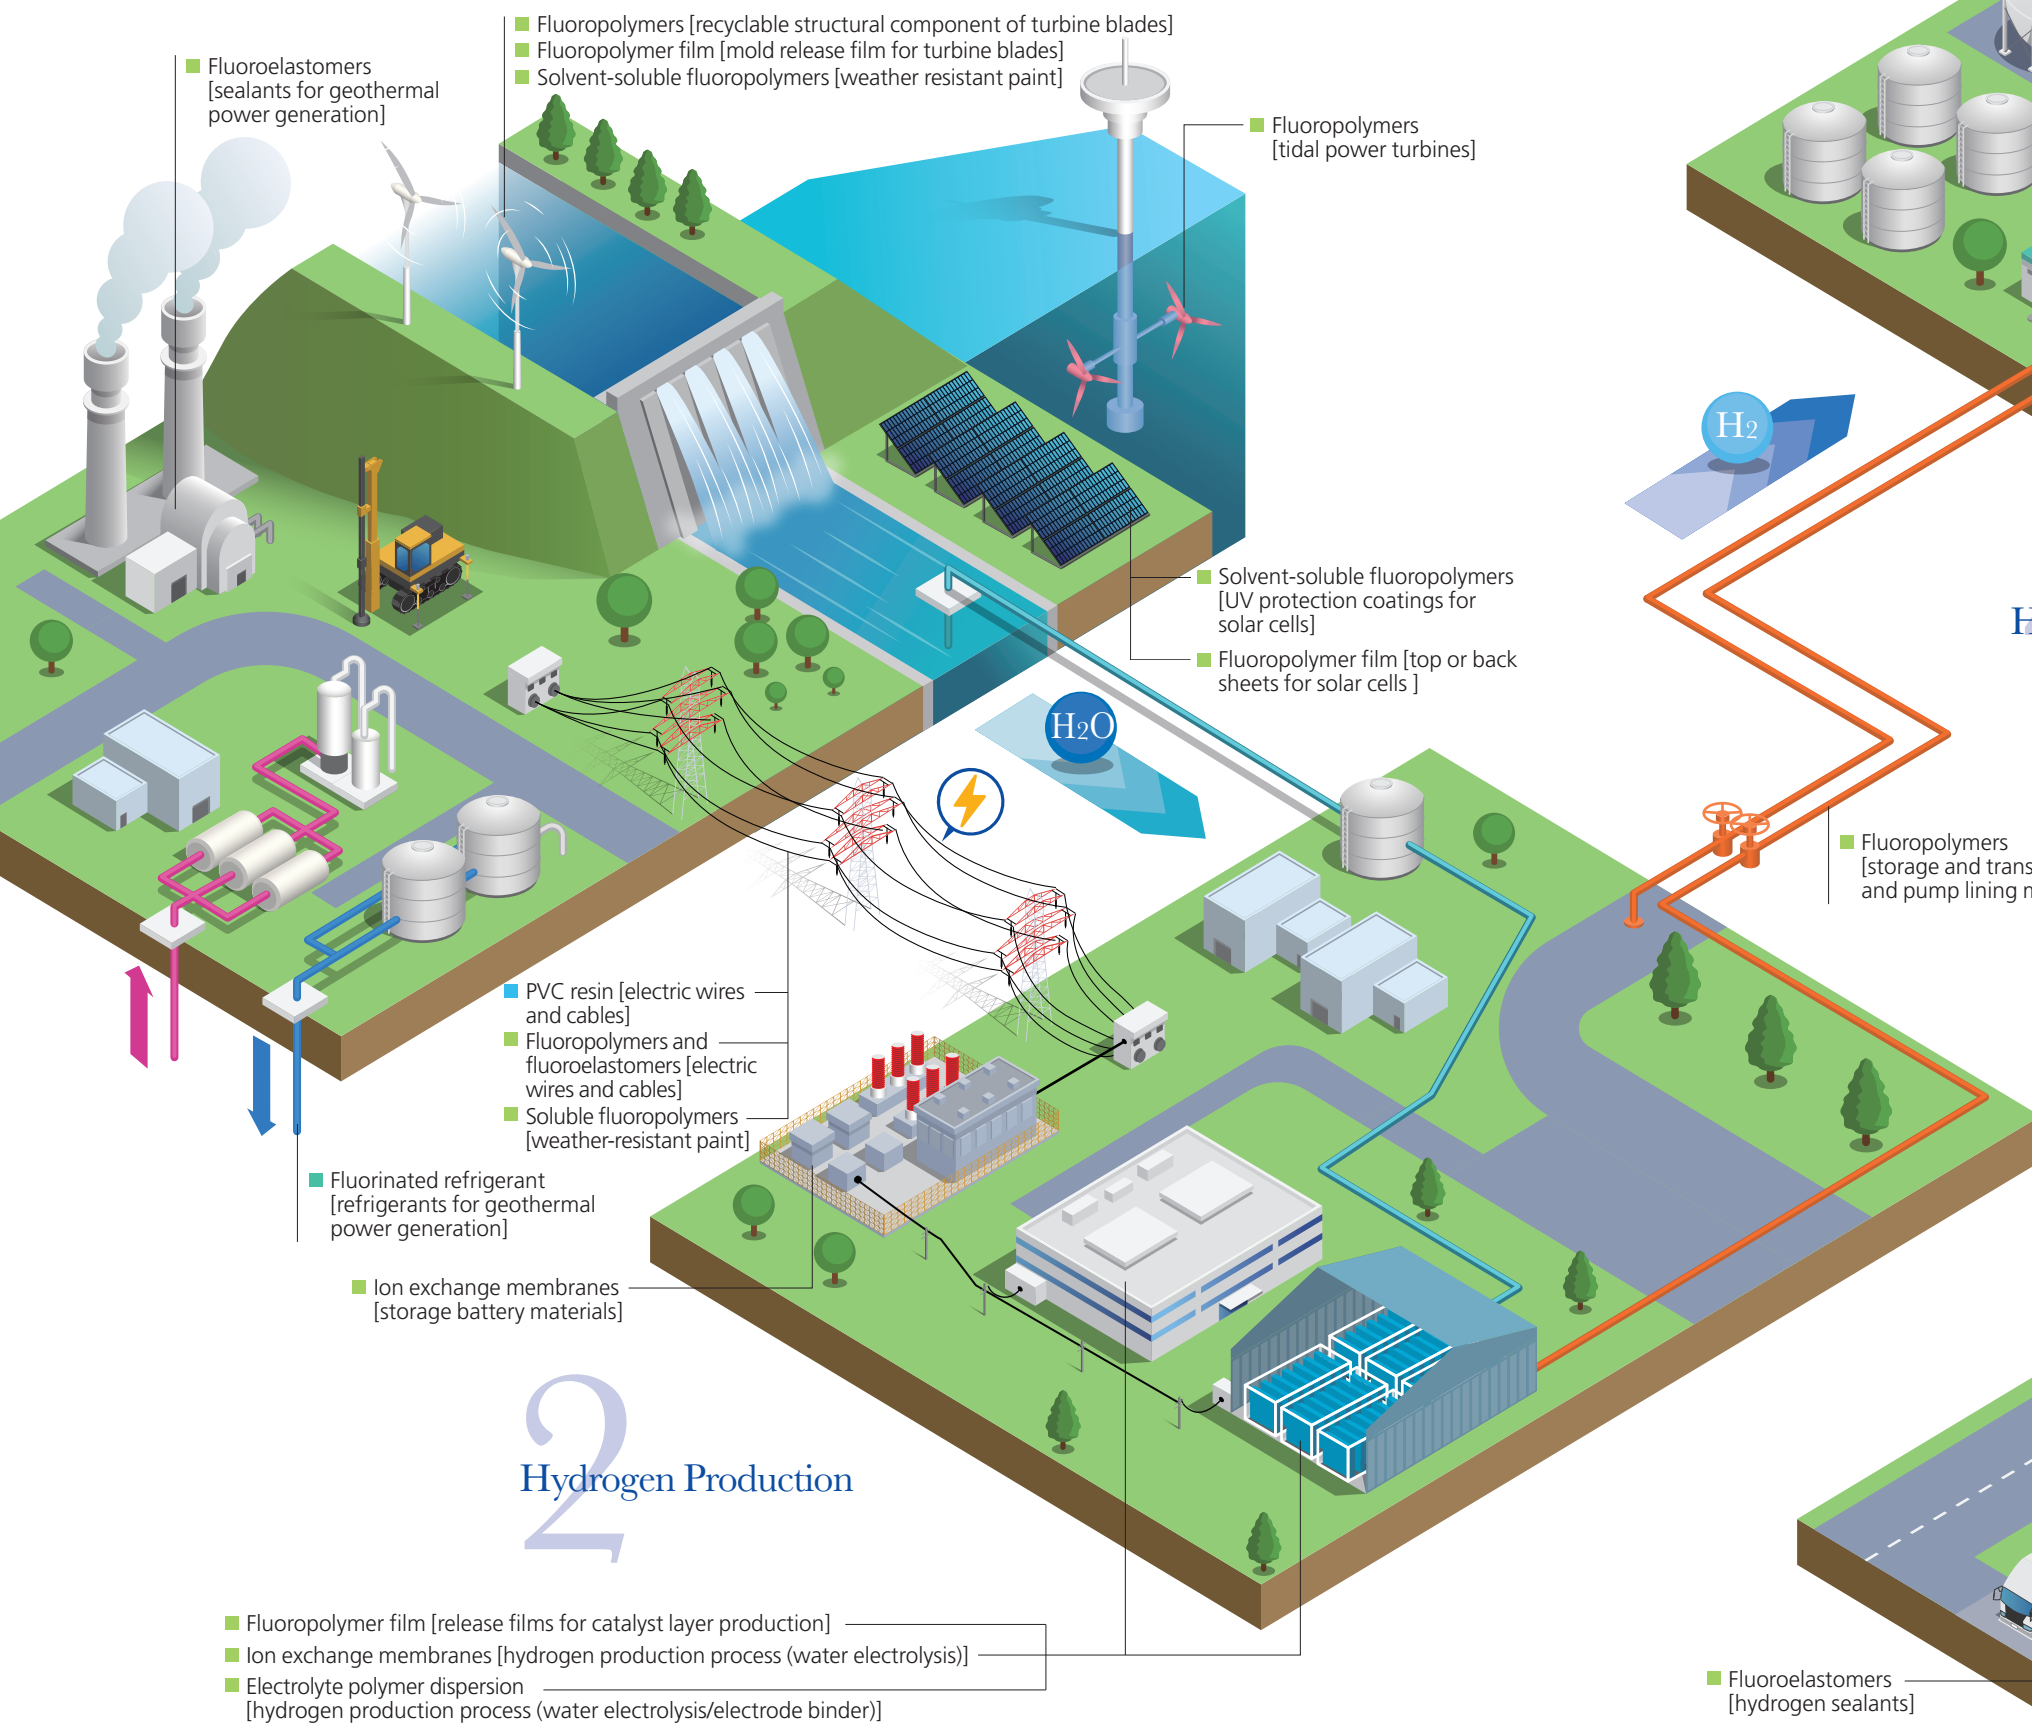 Fluoropolymers [recyclable structural component of turbine blades]
Fluoropolymer film [mold release film for turbine blades]
Solvent-soluble fluoropolymers [weather resistant paint]
Fluoroelastomers
[sealants for geothermal
power generation]
Fluoropolymers
[tidal power turbines]
H2
Solvent-soluble fluoropolymers
[UV protection coatings for
solar cells]
Fluoropolymer film [top or back
sheets for solar cells ]
H2O
Fluoropolymers
[storage and
and pump lining
PVC resin [electric wires
and cables]
Fluoropolymers and
fluoroelastomers [electric
wires and cables]
Soluble fluoropolymers
[weather-resistant paint]
Fluorinated refrigerant
[refrigerants for geothermal
power generation]
Ion exchange membranes
[storage battery materials]
2
Hydrogen Production
Fluoropolymer film [release films for catalyst layer production]
Ion exchange membranes [hydrogen production process (water electrolysis)]
Electrolyte polymer dispersion
[hydrogen production process (water electrolysis/electrode binder)]
Fluoroelastomers
[hydrogen sealants]